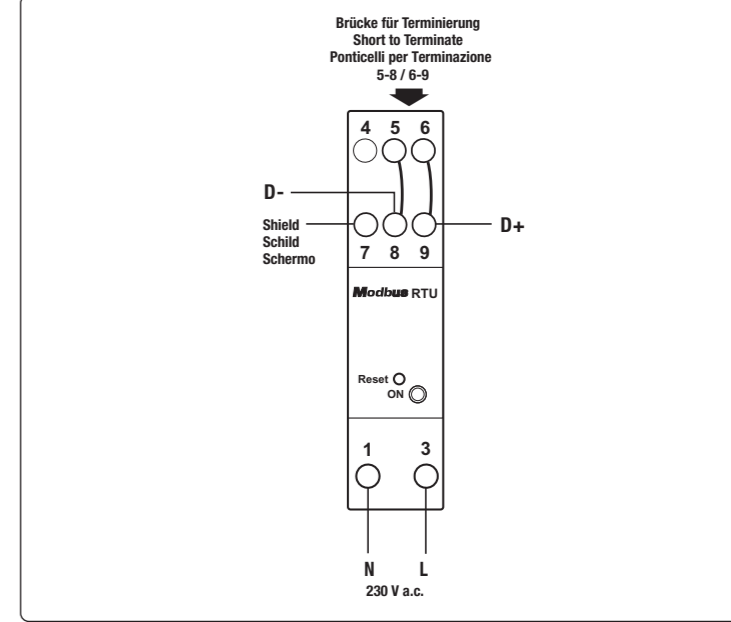 Brücke für Terminierung
Short to Terminate
Ponticelli per Terminazione
5-8 / 6-9
4 5 6
D-
Shield
Schild
Schermo
D+
7 8 9
Modbus RTU
Reset
ON
1 3
N L
230 V a.c.